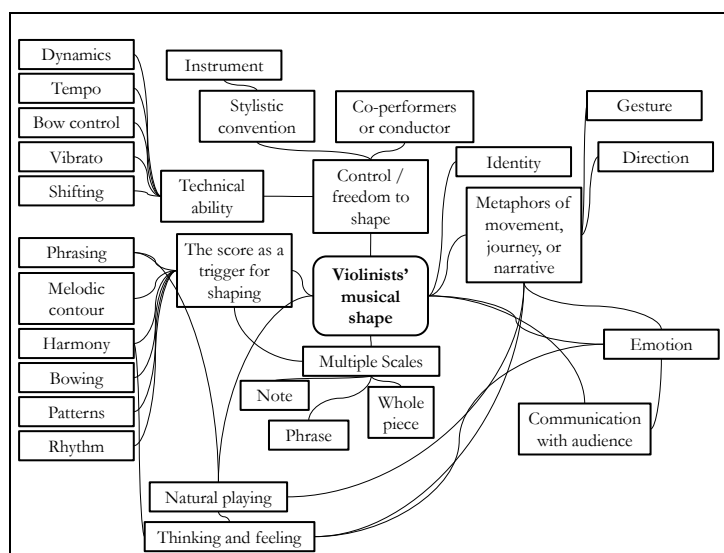 Dynamics
Tempo
Bow control
Vibrato
Shifting
Instrument
Stylistic
convention
Co-performers
or conductor
Technical
ability
Control /
freedom to
shape
Identity
Gesture
Direction
Metaphors of
movement,
journey, or
narrative
Phrasing
Melodic
contour
Harmony
Bowing
Patterns
Rhythm
The score as a
trigger for
shaping
Violinists'
musical
shape
Multiple Scales
Note
Phrase
Whole
piece
Emotion
Communication
with audience
Natural playing
Thinking and feeling